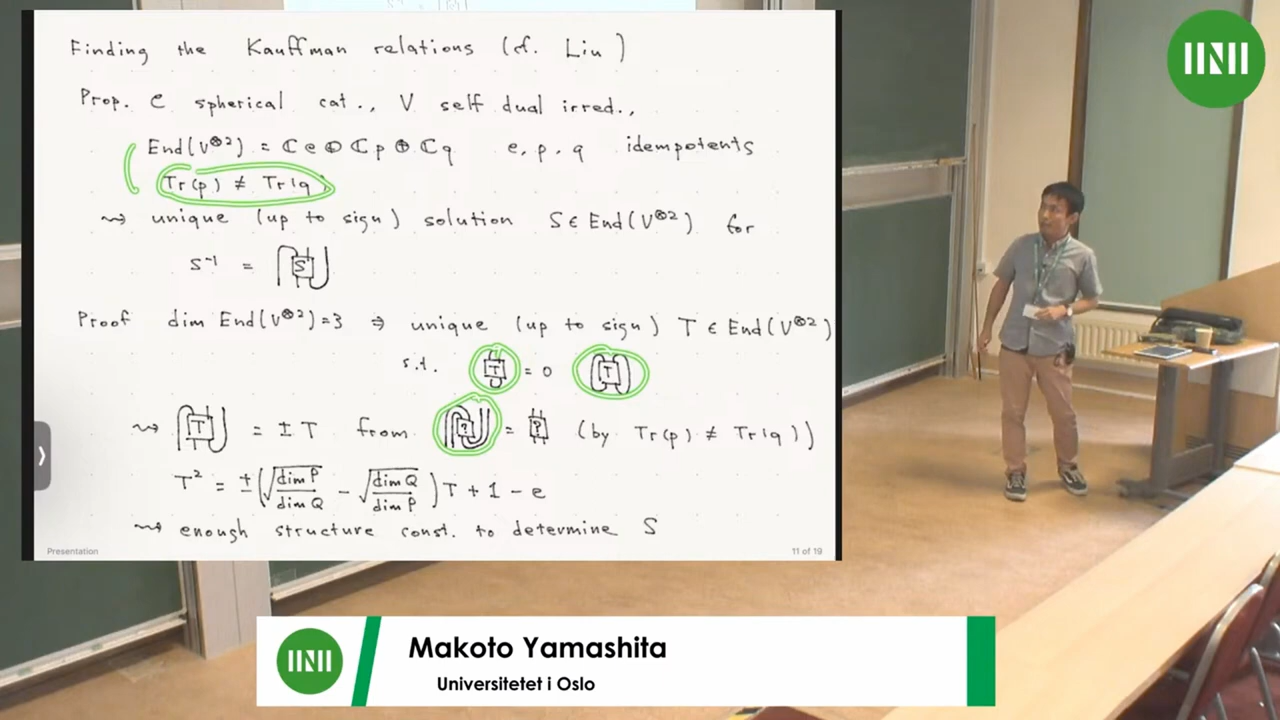 Finding the Kauffman relations (cf. Liu)
Prop. C spherical cat., V self dual irred.,
End(V⊗2) = ℂe ⊕ ℂp ⊕ ℂq e, p, q idempotents
Tr(p) ≠ Tr(q
⇝ unique (up to sign) solution S ∈ End(V⊗2) for
S⁻¹ = S
Proof dim End(V⊗2)=3 ⇒ unique (up to sign) T ∈ End(V⊗2)
s.t. T = 0 T
⇝ T = ± T from ? = ? (by Tr(p) ≠ Tr(q))
T² = ±(√(dim P / dim Q) − √(dim Q / dim P)) T + 1 − e
⇝ enough structure const. to determine S
Presentation
11 of 19
Makoto Yamashita
Universitetet i Oslo